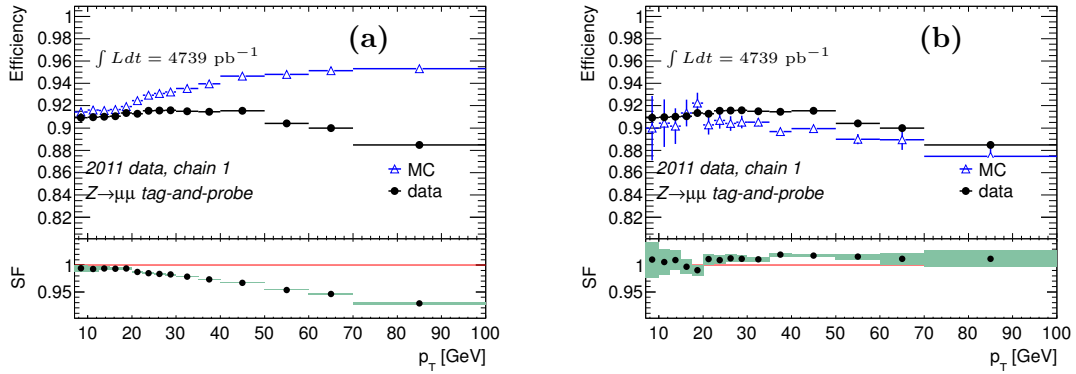 Efficiency
1
0.98
0.96
0.94
0.92
0.9
0.88
0.86
0.84
0.82
(a)
∫ Ldt = 4739 pb⁻¹
2011 data, chain 1
Z→μμ tag-and-probe
MC
data
SF
1
0.95
10 20 30 40 50 60 70 80 90 100
p_T [GeV]
Efficiency
1
0.98
0.96
0.94
0.92
0.9
0.88
0.86
0.84
0.82
(b)
∫ Ldt = 4739 pb⁻¹
2011 data, chain 1
Z→μμ tag-and-probe
MC
data
SF
1
0.95
10 20 30 40 50 60 70 80 90 100
p_T [GeV]